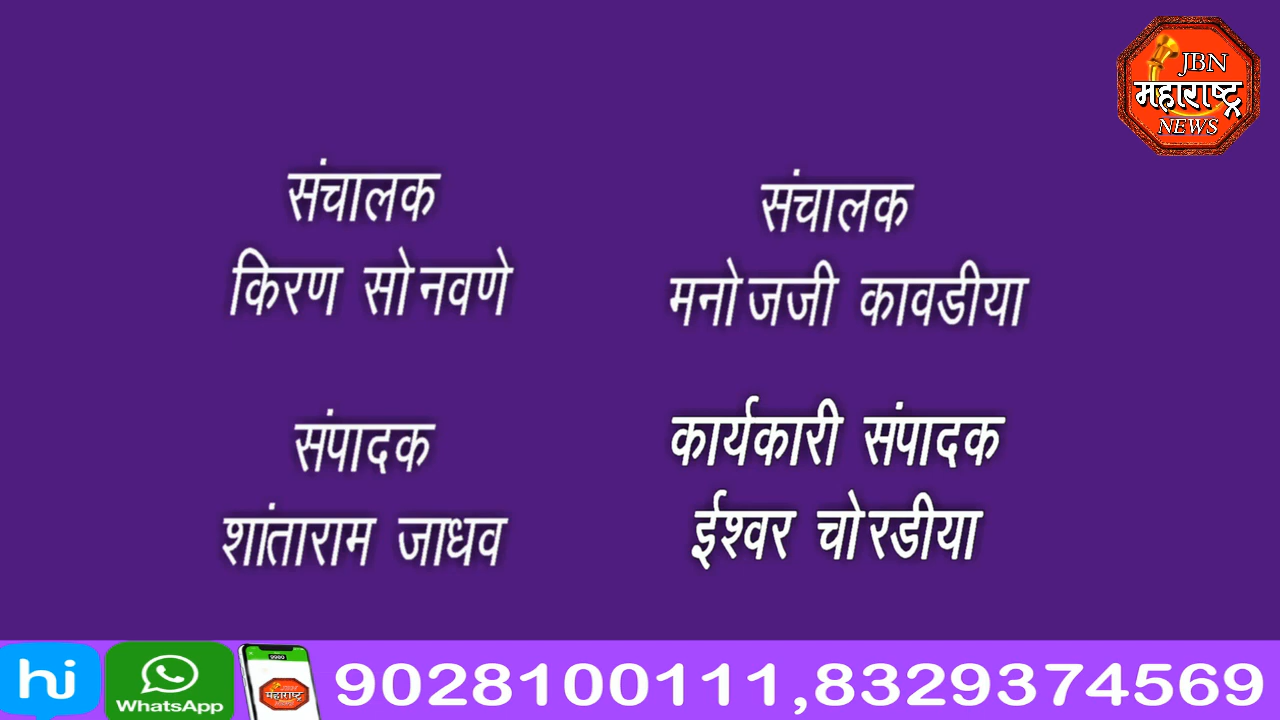 JBN
महाराष्ट्र
NEWS
संचालक
किरण सोनवणे
संचालक
मनोजजी कावडीया
संपादक
शांताराम जाधव
कार्यकारी संपादक
ईश्वर चोरडीया
hi
WhatsApp
महाराष्ट्र
9028100111,8329374569